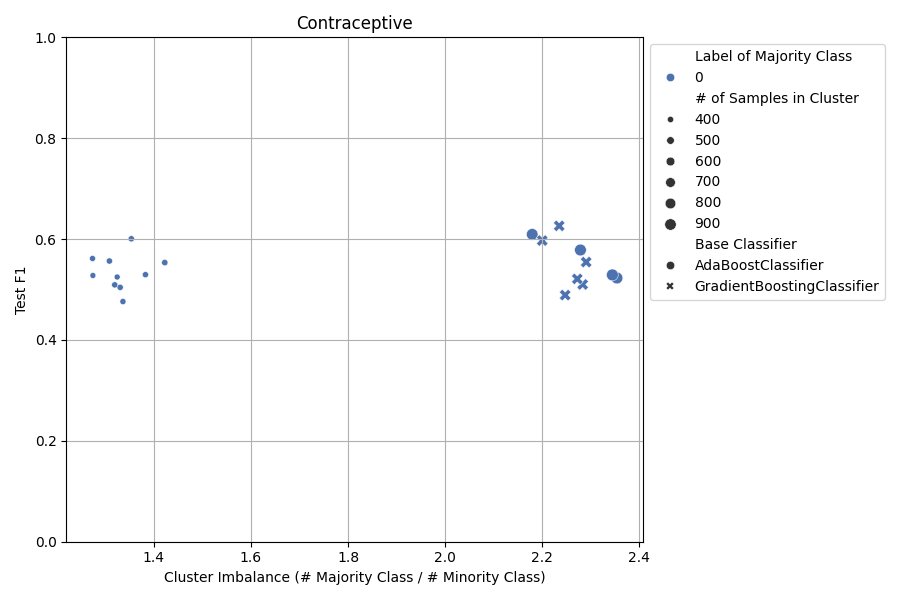 Contraceptive
1.0
0.8
0.6
0.4
0.2
0.0
Test F1
1.4
1.6
1.8
2.0
2.2
2.4
Cluster Imbalance (# Majority Class / # Minority Class)
Label of Majority Class
0
# of Samples in Cluster
400
500
600
700
800
900
Base Classifier
AdaBoostClassifier
GradientBoostingClassifier